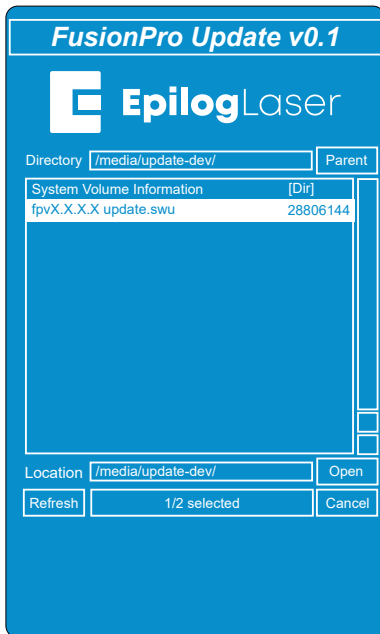 FusionPro Update v0.1
EpilogLaser
Directory /media/update-dev/ Parent
System Volume Information [Dir]
fpvX.X.X.X update.swu 28806144
Location /media/update-dev/ Open
Refresh 1/2 selected Cancel